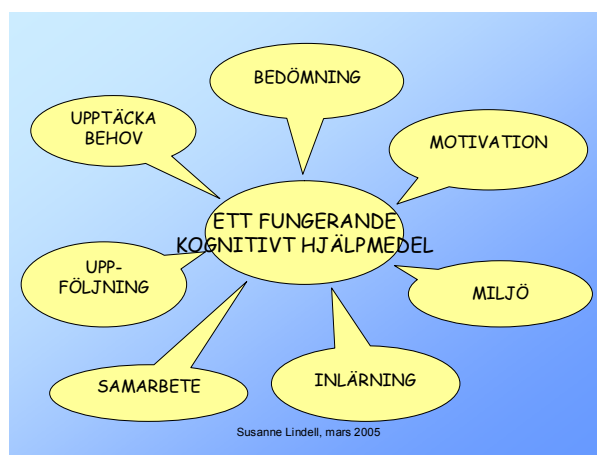 BEDÖMNING
UPPTÄCKA
BEHOV
MOTIVATION
ETT FUNGERANDE
KOGNITIVT HJÄLPMEDEL
UPP-
FÖLJNING
MILJÖ
SAMARBETE
INLÄRNING
Susanne Lindell, mars 2005